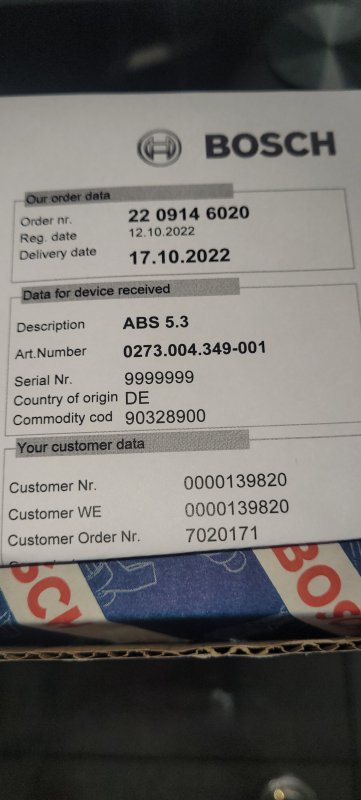 BOSCH
Our order data
Order nr. 22 0914 6020
Reg. date 12.10.2022
Delivery date 17.10.2022
Data for device received
Description ABS 5.3
Art.Number 0273.004.349-001
Serial Nr. 9999999
Country of origin DE
Commodity cod 90328900
Your customer data
Customer Nr. 0000139820
Customer WE 0000139820
Customer Order Nr. 7020171
SCH BOS